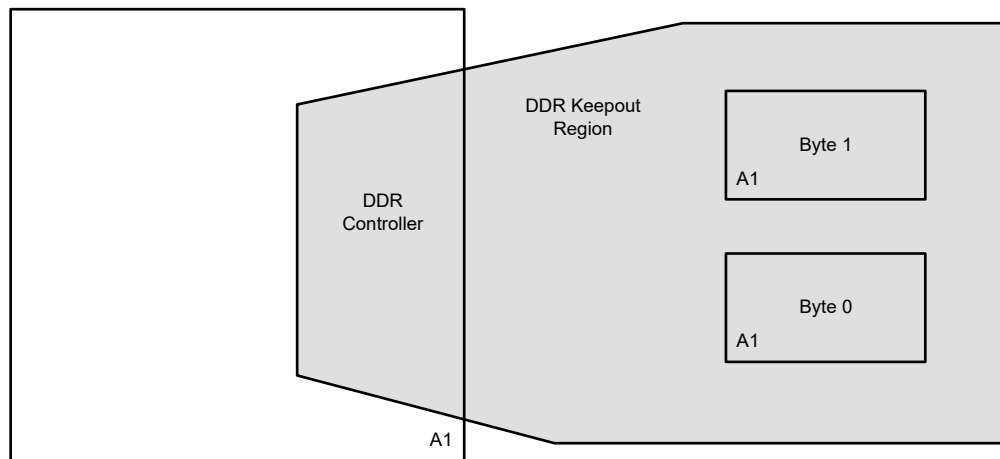 DDR Keepout
Region
Byte 1
A1
DDR
Controller
Byte 0
A1
A1